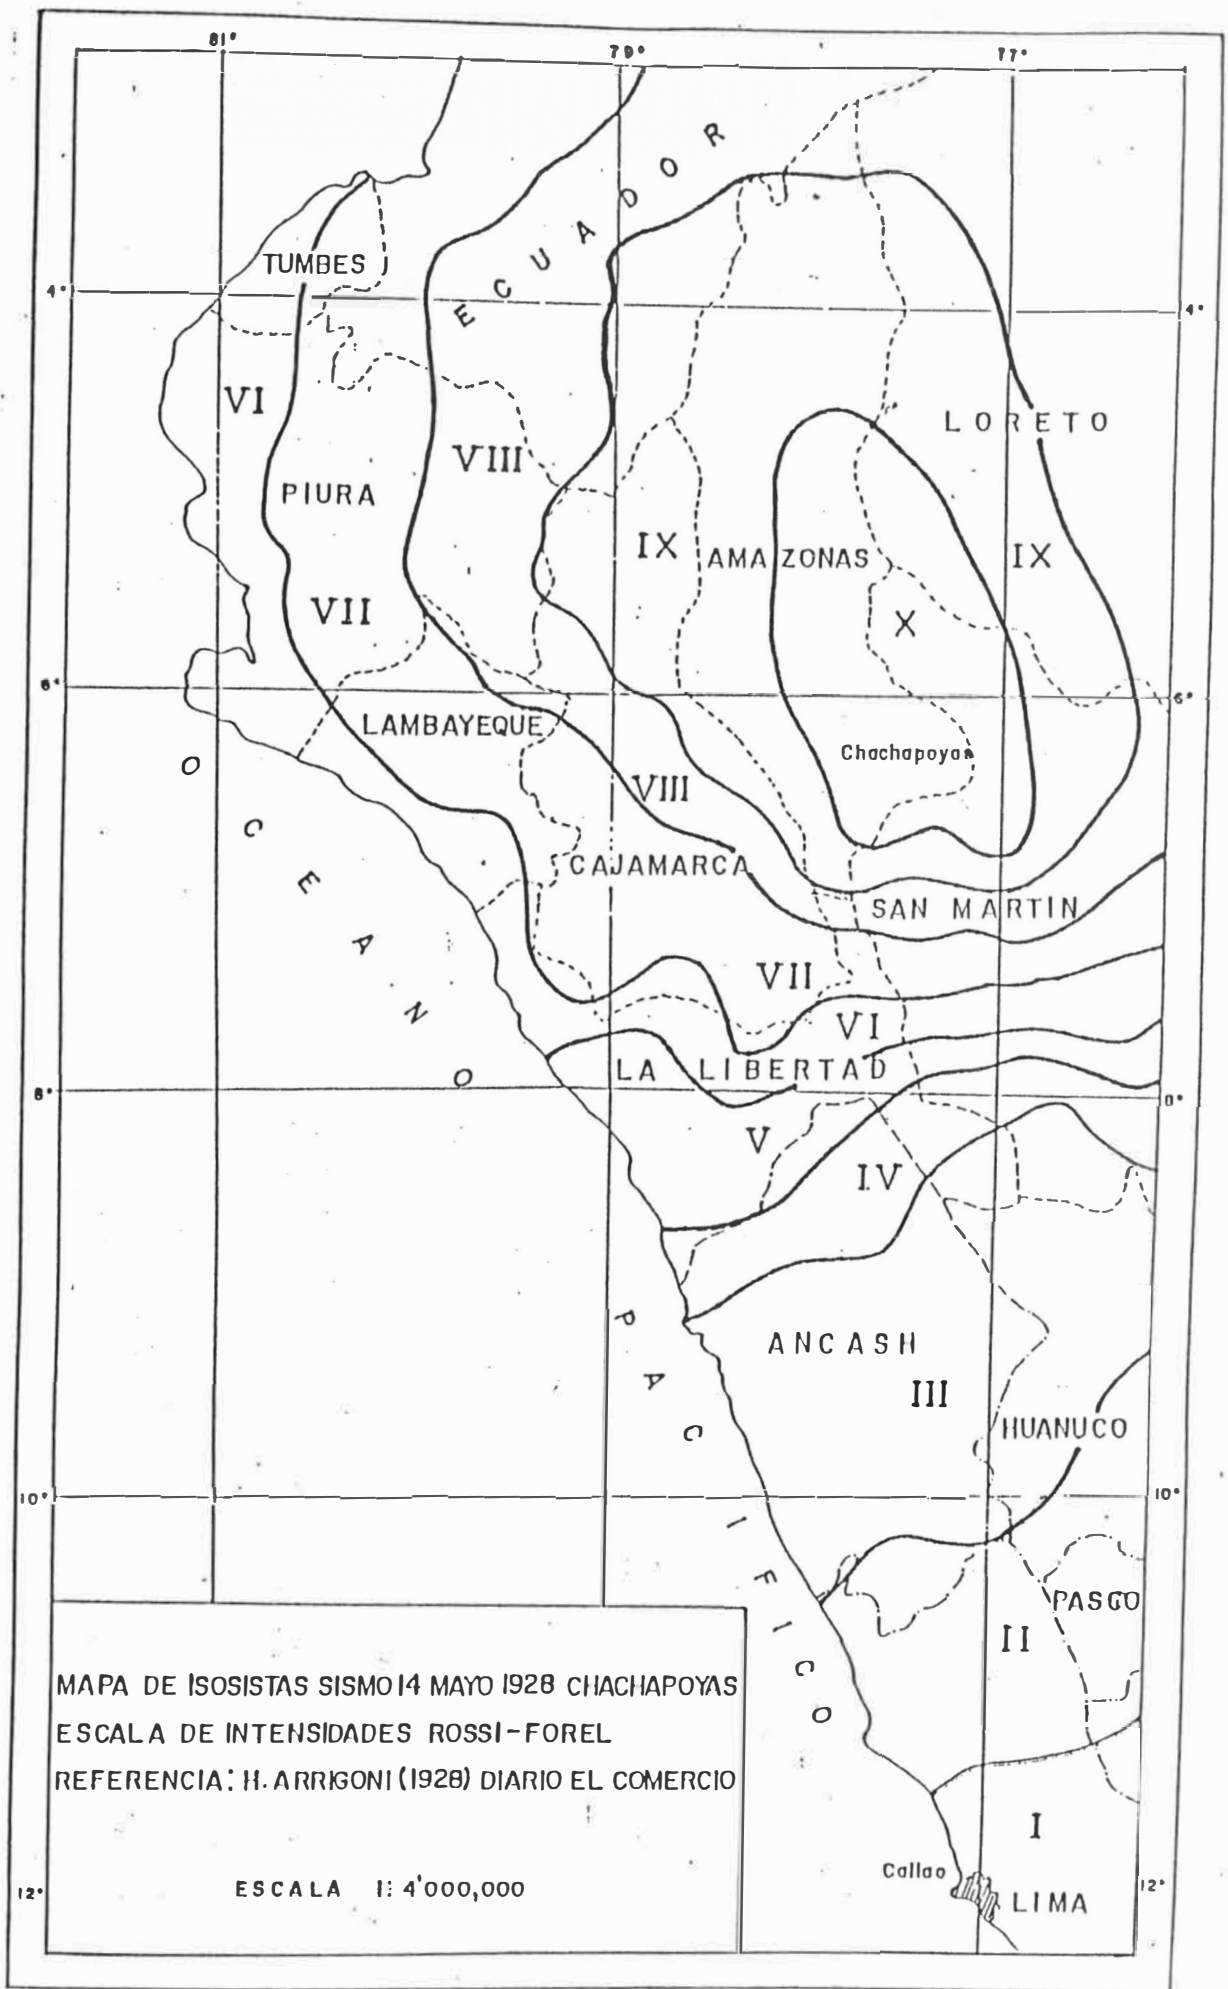 81° 79° 77°
ECUADOR
TUMBES
4° 4°
VI
LORETO
VIII
PIURA
IX AMAZONAS IX
VII
X
6° 6°
LAMBAYEQUE
Chachapoyas
VIII
CAJAMARCA
SAN MARTIN
OCEANO
VII
VI
LA LIBERTAD
8° 8°
V
IV
PACIFICO
ANCASH
III
HUANUCO
10° 10°
PASCO
II
MAPA DE ISOSISTAS SISMO 14 MAYO 1928 CHACHAPOYAS
ESCALA DE INTENSIDADES ROSSI-FOREL
REFERENCIA: H. ARRIGONI (1928) DIARIO EL COMERCIO
I
Callao
12° ESCALA 1:4'000,000 12°
LIMA